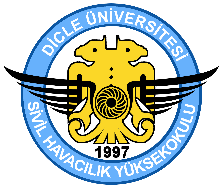 DİCLE ÜNİVERSİTESİ
1997
SİVİL HAVACILIK YÜKSEKOKULU